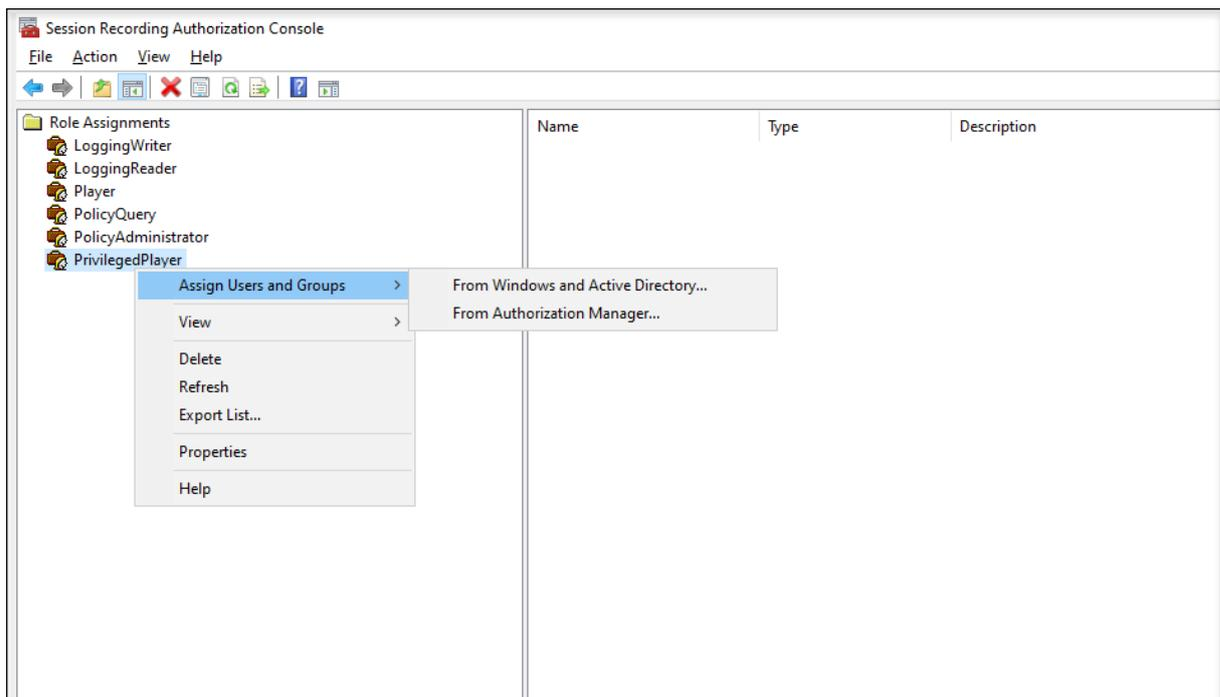 Session Recording Authorization Console
File Action View Help
Role Assignments
LoggingWriter
LoggingReader
Player
PolicyQuery
PolicyAdministrator
PrivilegedPlayer
Assign Users and Groups
View
Delete
Refresh
Export List...
Properties
Help
From Windows and Active Directory...
From Authorization Manager...
Name Type Description